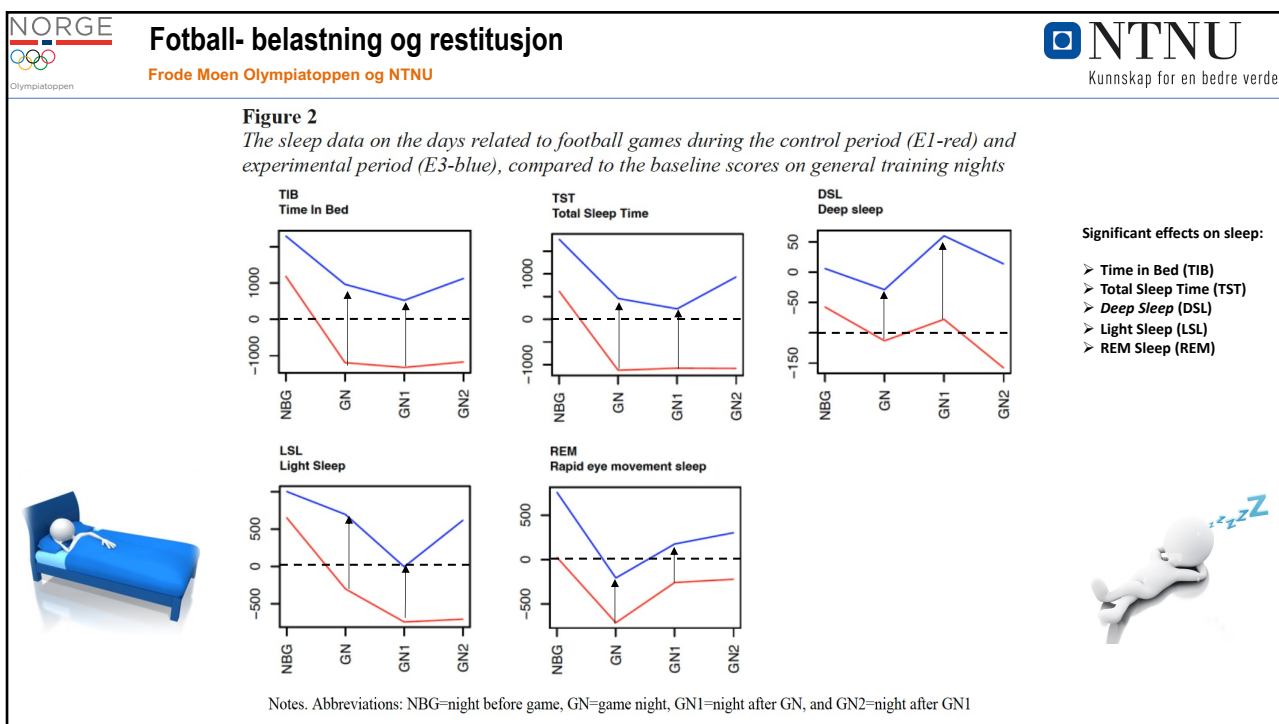 NORGE
Olympiatoppen
Fotball- belastning og restitusjon
Frode Moen Olympiatoppen og NTNU
NTNU
Kunnskap for en bedre verde
Figure 2
The sleep data on the days related to football games during the control period (E1-red) and
experimental period (E3-blue), compared to the baseline scores on general training nights
TIB
Time In Bed
1000
0
-1000
NBG
GN
GN1
GN2
TST
Total Sleep Time
1000
0
-1000
NBG
GN
GN1
GN2
DSL
Deep sleep
50
0
-50
-150
NBG
GN
GN1
GN2
Significant effects on sleep:
➢ Time in Bed (TIB)
➢ Total Sleep Time (TST)
➢ Deep Sleep (DSL)
➢ Light Sleep (LSL)
➢ REM Sleep (REM)
LSL
Light Sleep
500
0
-500
NBG
GN
GN1
GN2
REM
Rapid eye movement sleep
500
0
-500
NBG
GN
GN1
GN2
zzzzzZ
Notes. Abbreviations: NBG=night before game, GN=game night, GN1=night after GN, and GN2=night after GN1